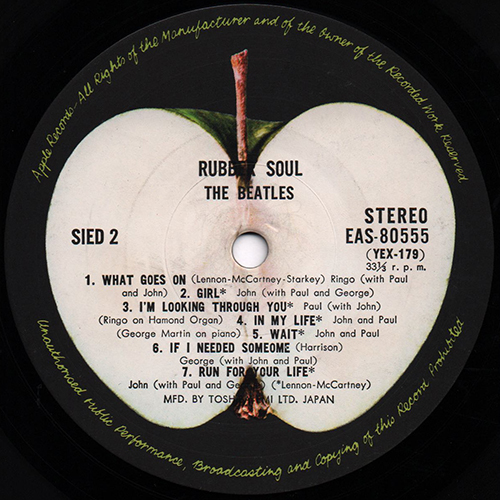 Apple Records - All Rights of the Manufacturer and of the Owner of the Recorded Work Reserved
RUBBER SOUL
THE BEATLES
STEREO
SIED 2
EAS-80555
(YEX-179)
33⅓ r. p. m.
1. WHAT GOES ON (Lennon-McCartney-Starkey) Ringo (with Paul
and John) 2. GIRL* John (with Paul and George)
3. I'M LOOKING THROUGH YOU* Paul (with John)
(Ringo on Hamond Organ) 4. IN MY LIFE* John and Paul
(George Martin on piano) 5. WAIT* John and Paul
6. IF I NEEDED SOMEONE (Harrison)
George (with John and Paul)
7. RUN FOR YOUR LIFE*
John (with Paul and George) (*Lennon-McCartney)
MFD. BY TOSHIBA EMI LTD. JAPAN
Unauthorised Public Performance, Broadcasting and Copying of this Record Prohibited